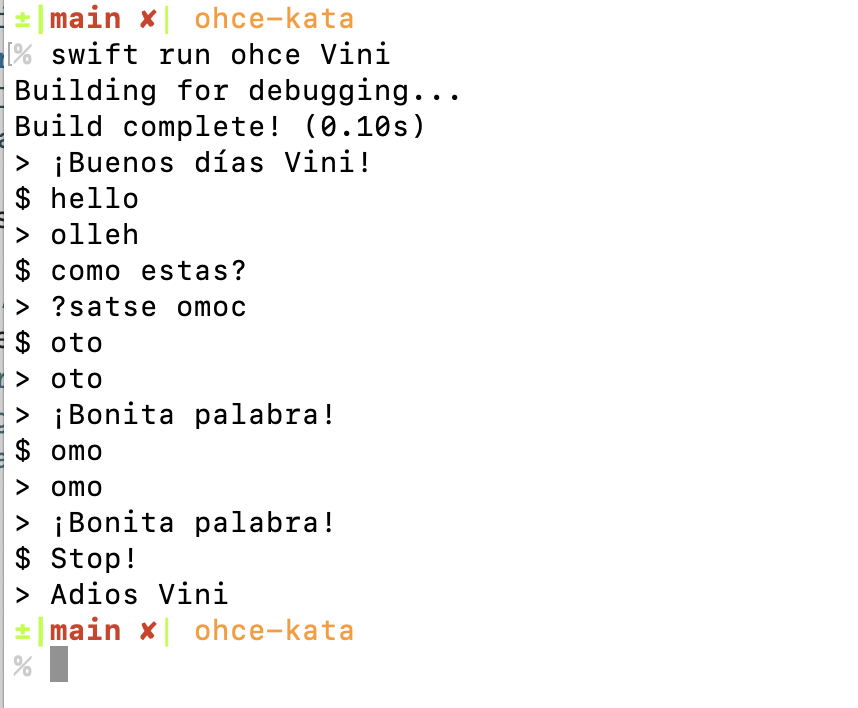 ±|main ✘| ohce-kata
% swift run ohce Vini
Building for debugging...
Build complete! (0.10s)
> ¡Buenos días Vini!
$ hello
> olleh
$ como estas?
> ?satse omoc
$ oto
> oto
> ¡Bonita palabra!
$ omo
> omo
> ¡Bonita palabra!
$ Stop!
> Adios Vini
±|main ✘| ohce-kata
%